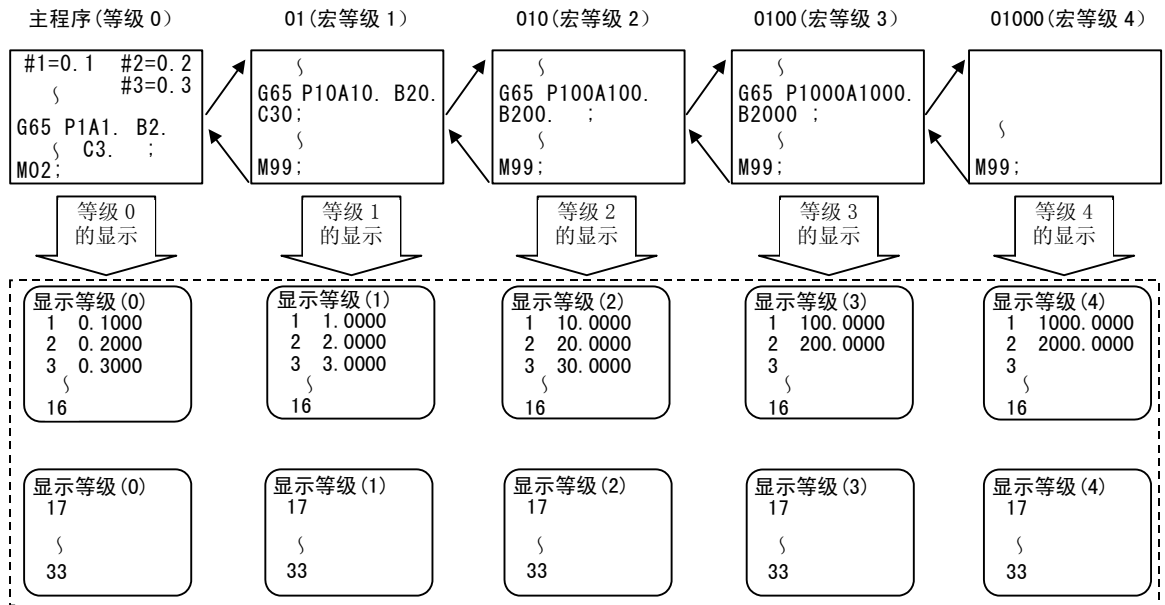 主程序(等级 0)
01(宏等级 1)
010(宏等级 2)
0100(宏等级 3)
01000(宏等级 4)
#1=0.1 #2=0.2
#3=0.3
∫
G65 P1A1. B2.
∫ C3. ;
M02;
∫
G65 P10A10. B20.
C30;
∫
M99;
∫
G65 P100A100.
B200. ;
∫
M99;
∫
G65 P1000A1000.
B2000 ;
∫
M99;
∫
M99;
等级 0
的显示
等级 1
的显示
等级 2
的显示
等级 3
的显示
等级 4
的显示
显示等级(0)
1 0.1000
2 0.2000
3 0.3000
∫
16
显示等级(1)
1 1.0000
2 2.0000
3 3.0000
∫
16
显示等级(2)
1 10.0000
2 20.0000
3 30.0000
∫
16
显示等级(3)
1 100.0000
2 200.0000
3
∫
16
显示等级(4)
1 1000.0000
2 2000.0000
3
∫
16
显示等级(0)
17
∫
33
显示等级(1)
17
∫
33
显示等级(2)
17
∫
33
显示等级(3)
17
∫
33
显示等级(4)
17
∫
33